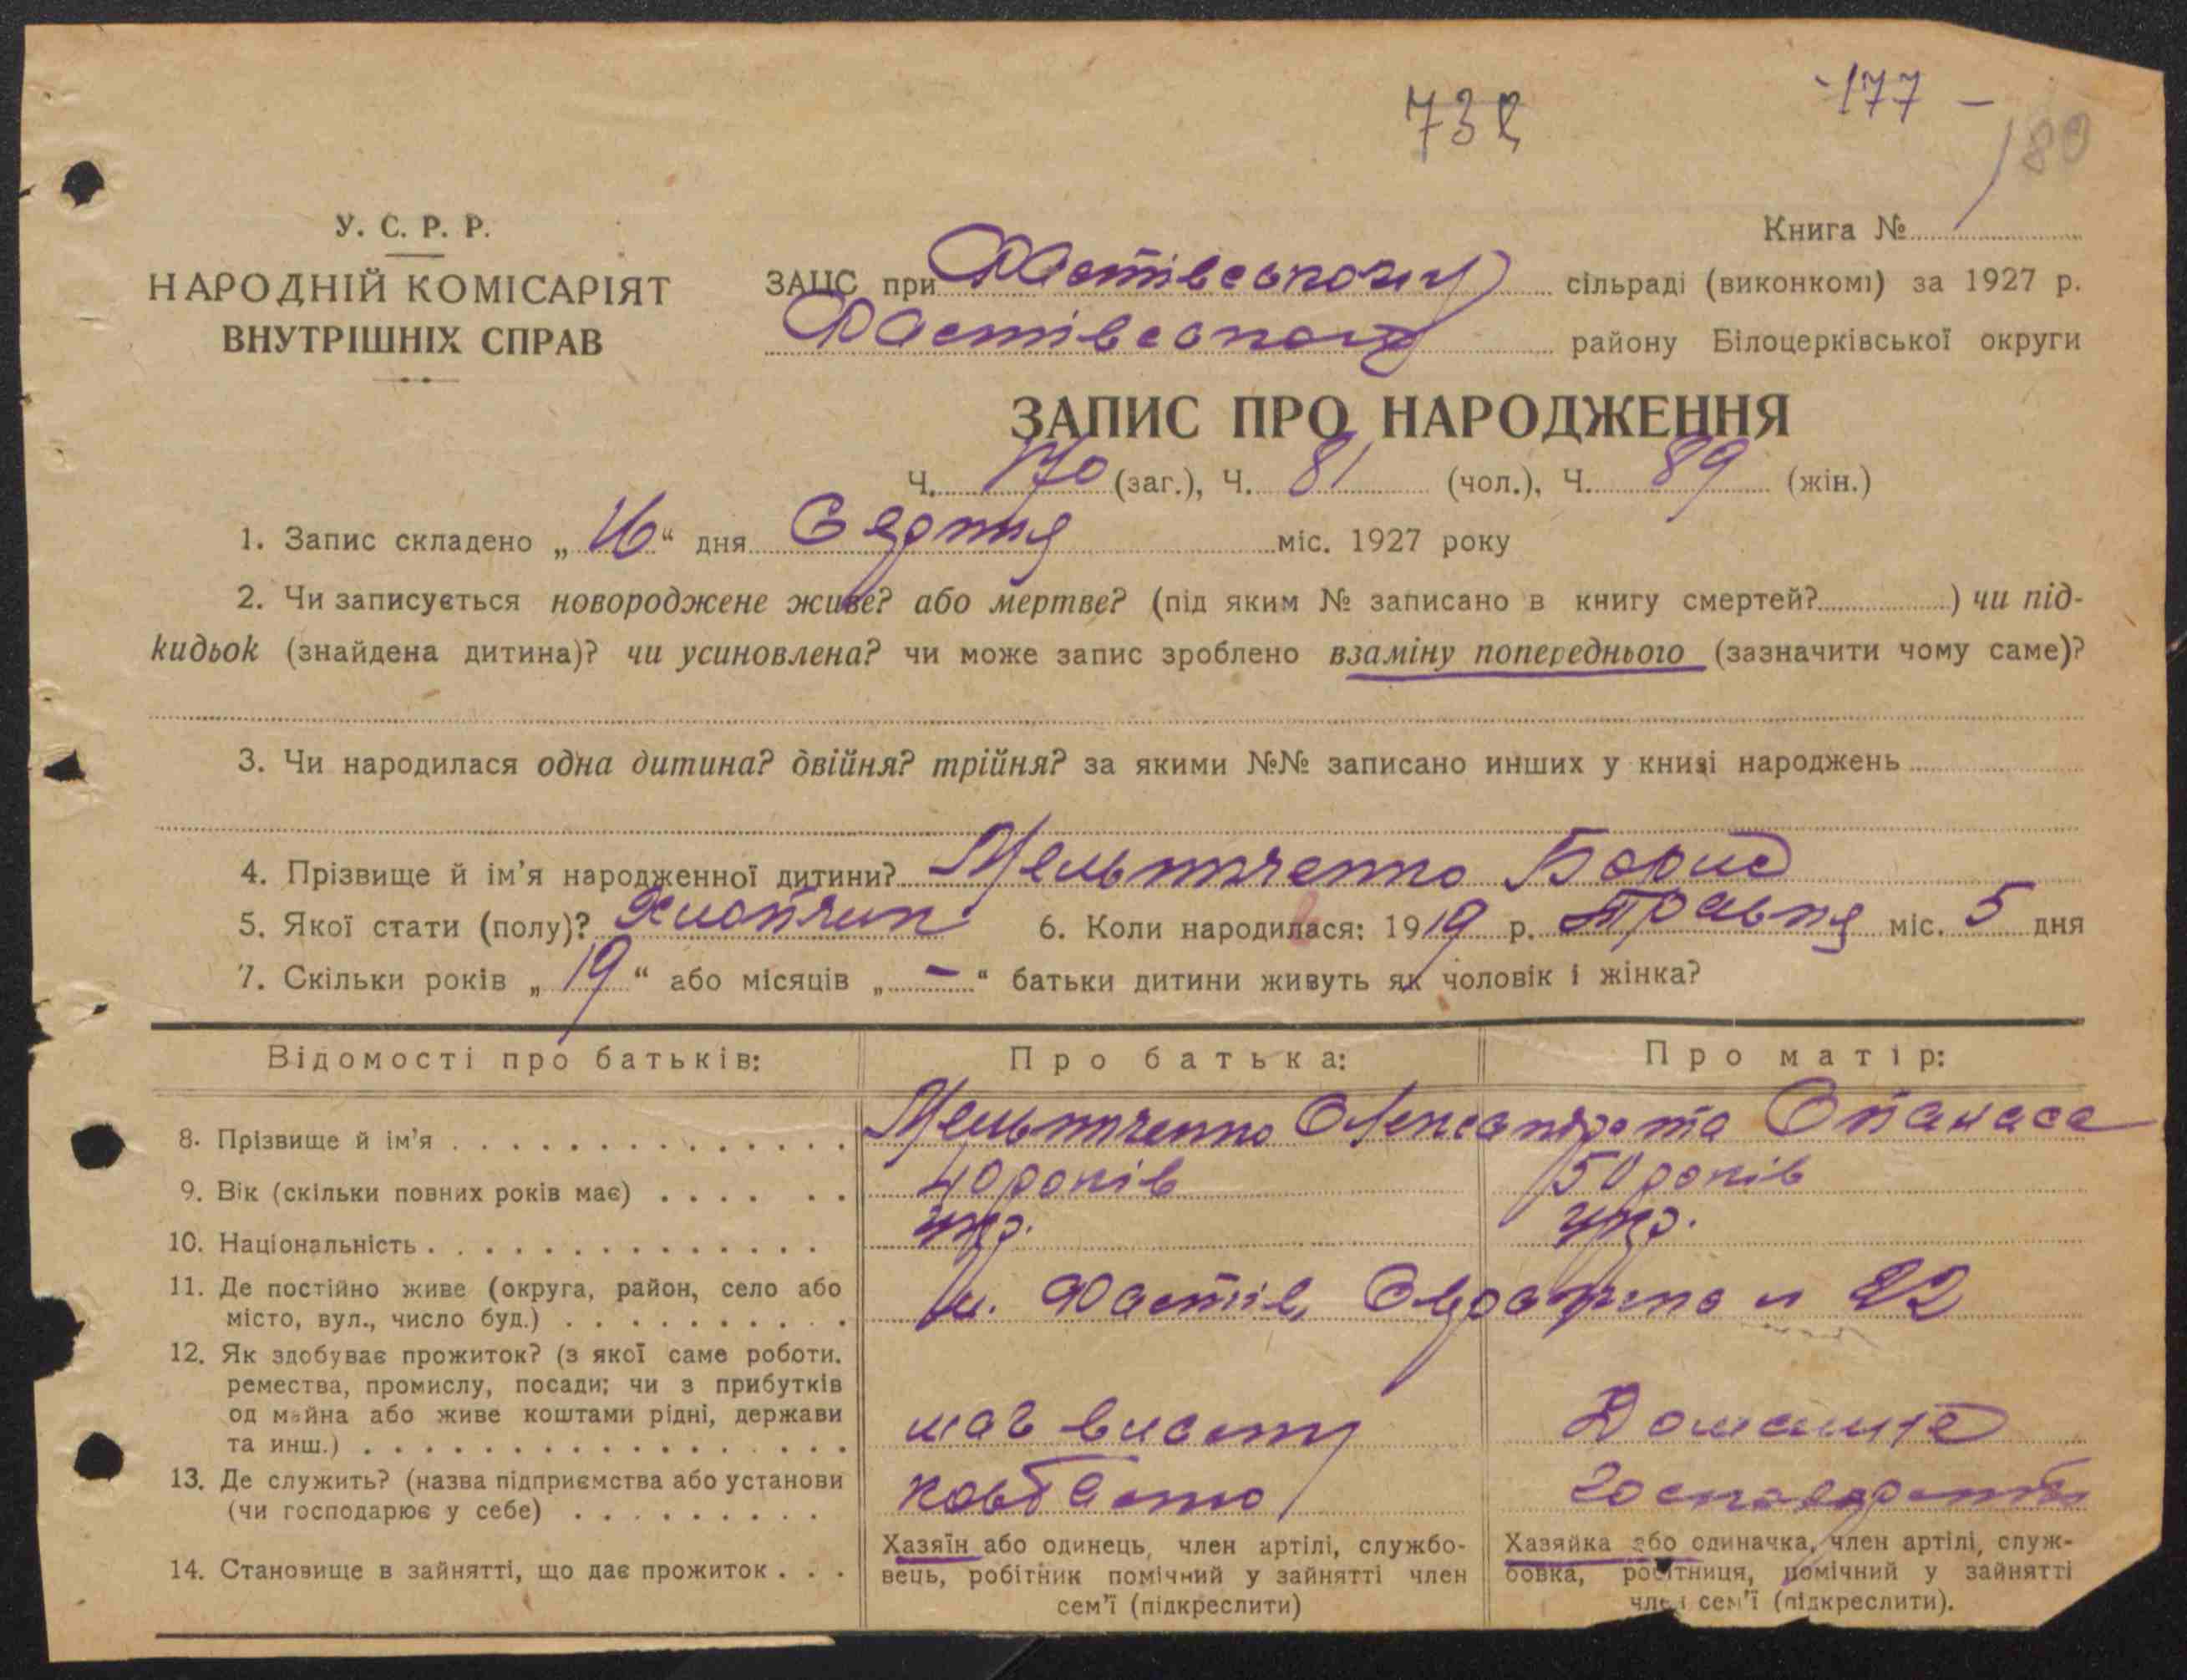 732
-177-
180
У. С. Р. Р.
НАРОДНІЙ КОМІСАРІЯТ
ВНУТРІШНІХ СПРАВ
Книга №
ЗАЦС при Фастівському сільраді (виконкомі) за 1927 р.
Фастівського району Білоцерківської округи
ЗАПИС ПРО НАРОДЖЕННЯ
Ч. 170 (заг.), Ч. 81 (чол.), Ч. 89 (жін.)
1. Запис складено „16“ дня Серпня міс. 1927 року
2. Чи записується новороджене живе? або мертве? (під яким № записано в книгу смертей? ) чи під-
кидьок (знайдена дитина)? чи усиновлена? чи може запис зроблено взаміну попереднього (зазначити чому саме)?
3. Чи народилася одна дитина? двійня? трійня? за якими №№ записано инших у книзі народжень
4. Прізвище й ім'я народженної дитини? Мельниченко Борис
5. Якої стати (полу)? Хлопчик 6. Коли народилася: 1919 р. Травня міс. 5 дня
7. Скільки років „19“ або місяців „—“ батьки дитини живуть як чоловік і жінка?
Відомості про батьків: Про батька: Про матір:
8. Прізвище й ім'я Мельниченко Олександр та Опанаса
9. Вік (скільки повних років має) 40 років 50 років
10. Національність укр. укр.
11. Де постійно живе (округа, район, село або
місто, вул., число буд.) м. Фастів 22
12. Як здобуває прожиток? (з якої саме роботи,
ремества, промислу, посади; чи з прибутків
од майна або живе коштами рідні, держави
та инш.) має власну Домашнє
13. Де служить? (назва підприємства або установи
(чи господарює у себе) ковбасню
14. Становище в зайнятті, що дає прожиток
Хазяїн або одинець, член артілі, службо-
вець, робітник помічний у зайнятті член
сем'ї (підкреслити)
Хазяйка або одиначка, член артілі, служ-
бовка, робітниця, помічний у зайнятті
член сем'ї (підкреслити).